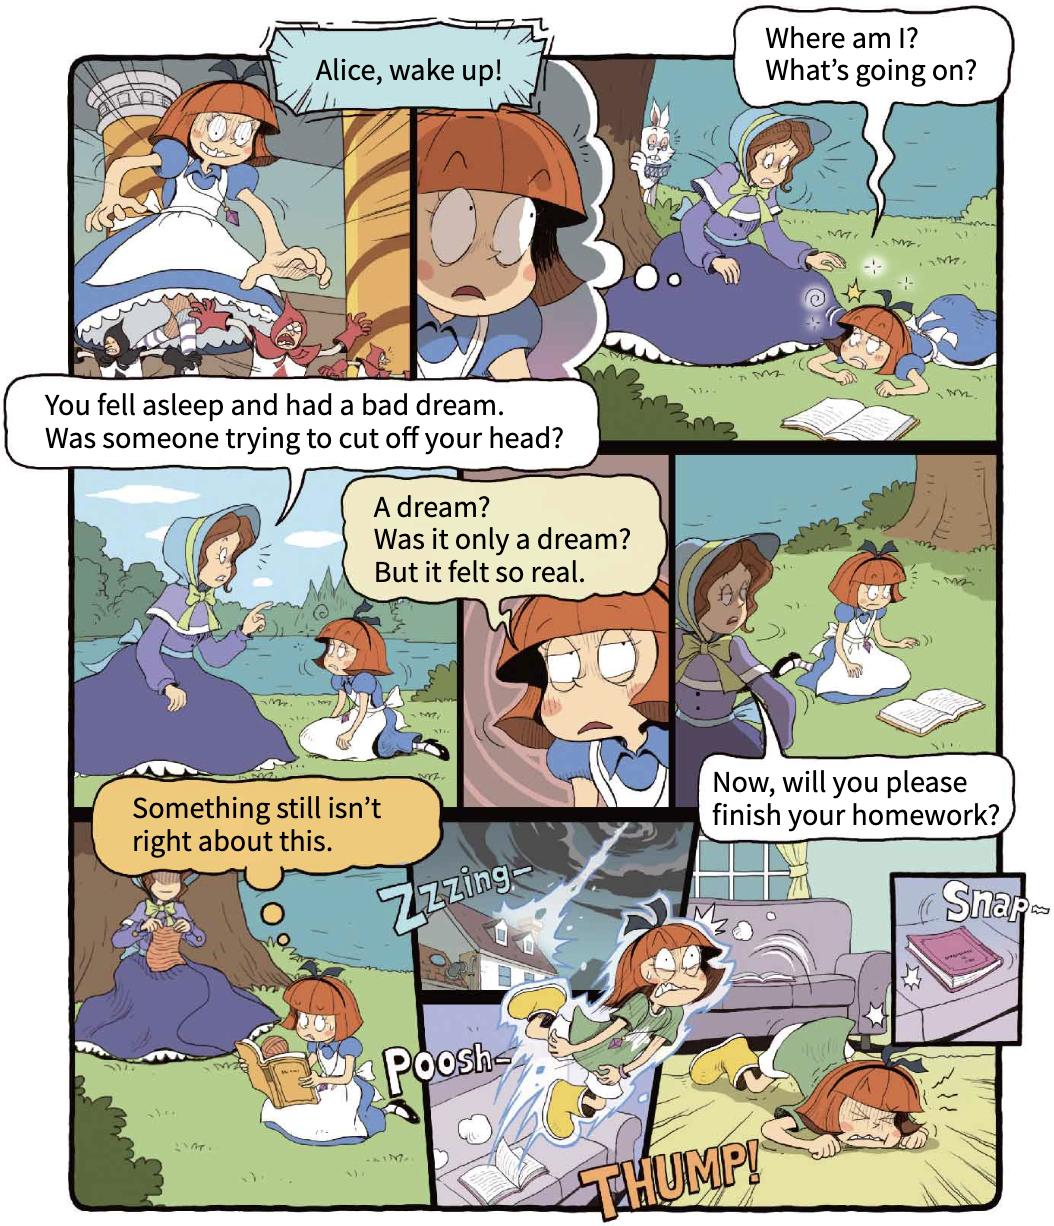 Alice, wake up!
Where am I?
What's going on?
You fell asleep and had a bad dream.
Was someone trying to cut off your head?
A dream?
Was it only a dream?
But it felt so real.
Now, will you please
finish your homework?
Something still isn't
right about this.
Zzzing~
Poosh~
THUMP!
Snap~